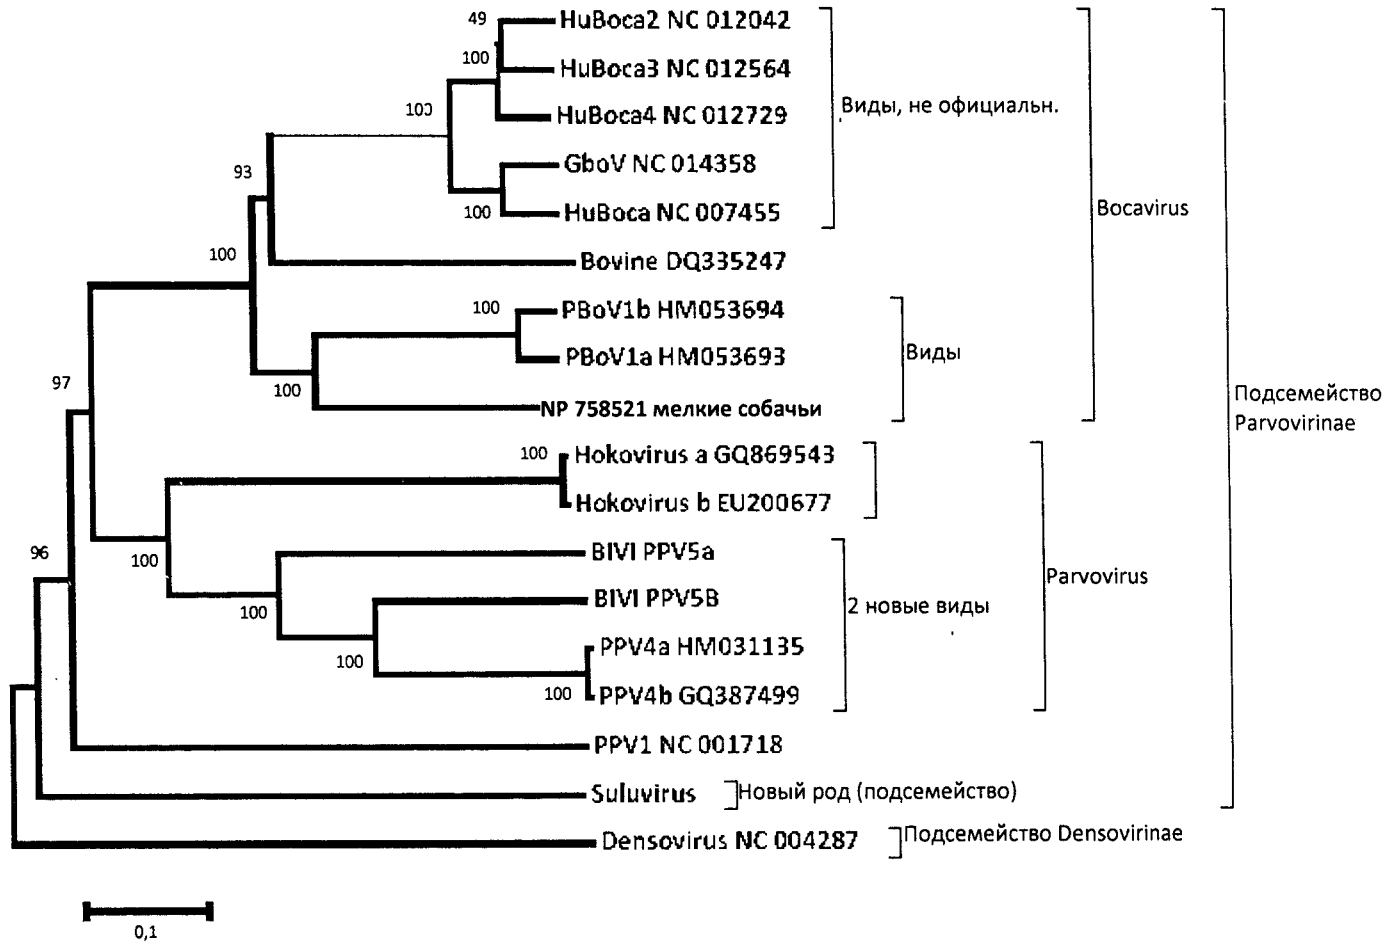 49
HuBoca2 NC 012042
100
HuBoca3 NC 012564
Виды, не официальн.
100
HuBoca4 NC 012729
93
GboV NC 014358
100
HuBoca NC 007455
Bocavirus
100
Bovine DQ335247
100
PBoV1b HM053694
PBoV1a HM053693
Виды
97
100
NP 758521 мелкие собачьи
Подсемейство
Parvovirinae
100
Hokovirus a GQ869543
Hokovirus b EU200677
96
100
BIVI PPV5a
Parvovirus
100
BIVI PPV5B
2 новые виды
100
PPV4a HM031135
100
PPV4b GQ387499
PPV1 NC 001718
Suluvirus
Новый род (подсемейство)
Densovirus NC 004287
Подсемейство Densovirinae
0,1